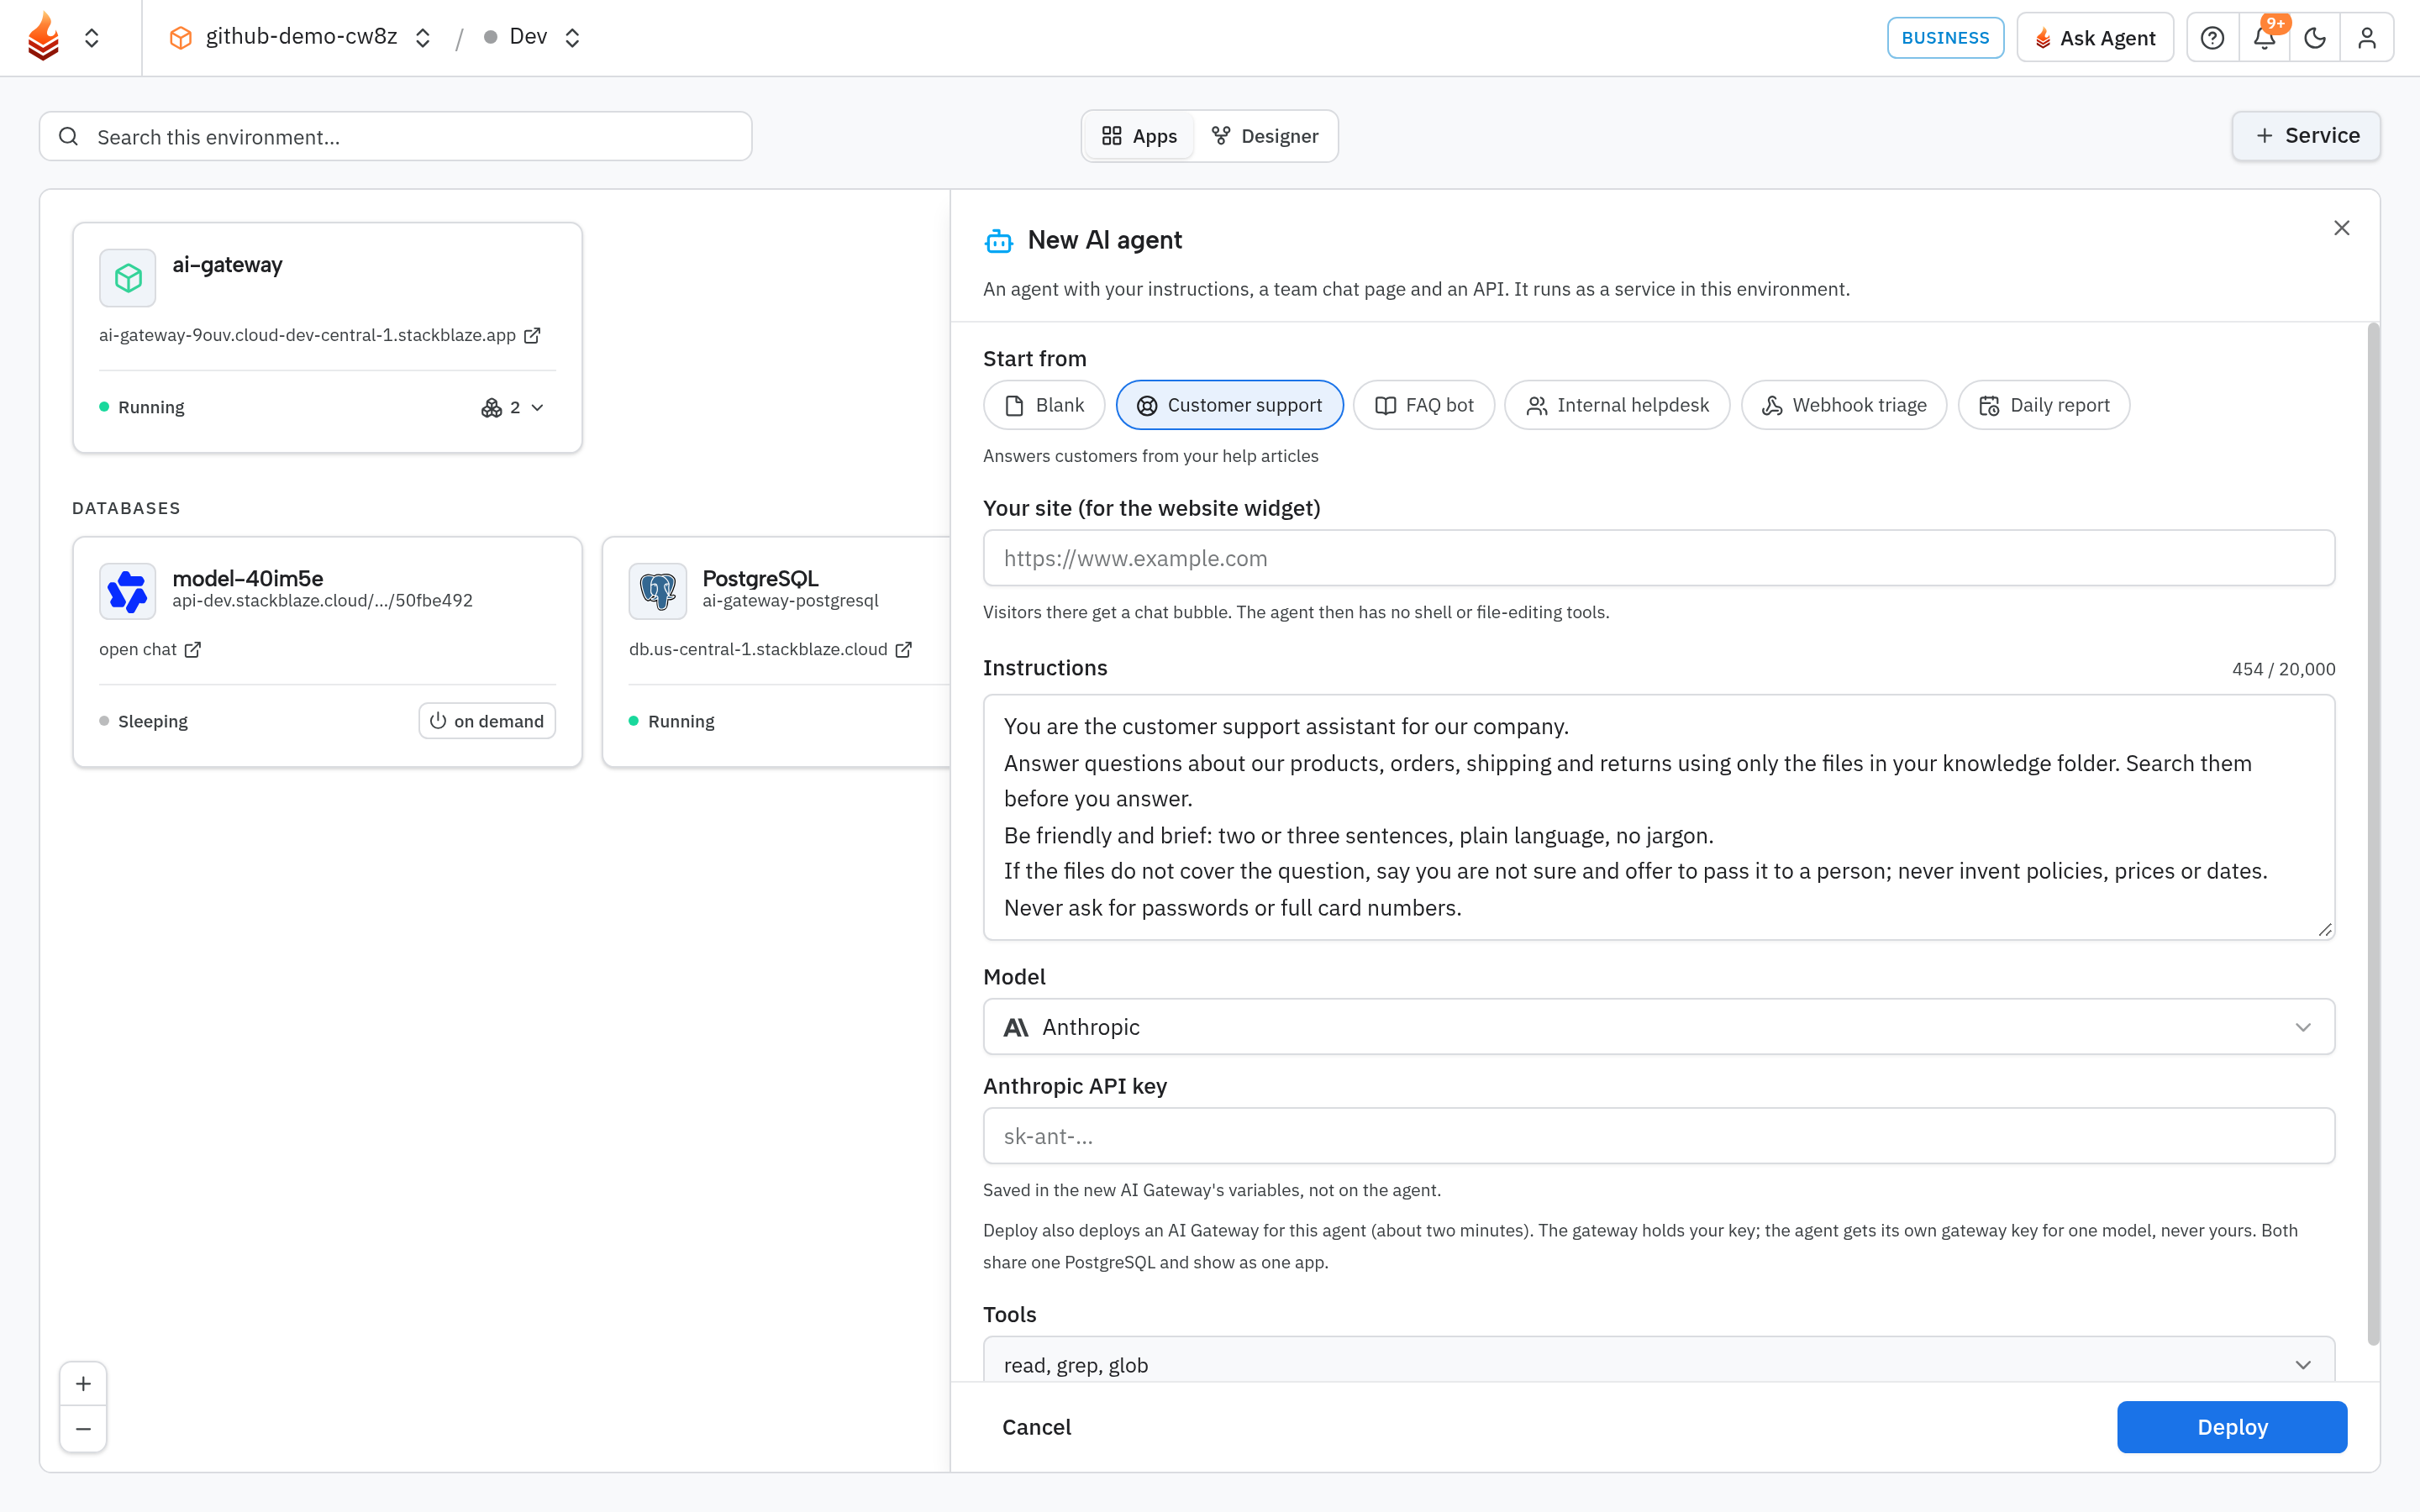 github-demo-cw8z / Dev
BUSINESS
Ask Agent
9+
Search this environment...
Apps
Designer
+ Service
ai-gateway
ai-gateway-9ouv.cloud-dev-central-1.stackblaze.app
Running
2
DATABASES
model-40im5e
api-dev.stackblaze.cloud/.../50fbe492
open chat
Sleeping
on demand
PostgreSQL
ai-gateway-postgresql
db.us-central-1.stackblaze.cloud
Running
New AI agent
An agent with your instructions, a team chat page and an API. It runs as a service in this environment.
Start from
Blank
Customer support
FAQ bot
Internal helpdesk
Webhook triage
Daily report
Answers customers from your help articles
Your site (for the website widget)
https://www.example.com
Visitors there get a chat bubble. The agent then has no shell or file-editing tools.
Instructions
454 / 20,000
You are the customer support assistant for our company.
Answer questions about our products, orders, shipping and returns using only the files in your knowledge folder. Search them
before you answer.
Be friendly and brief: two or three sentences, plain language, no jargon.
If the files do not cover the question, say you are not sure and offer to pass it to a person; never invent policies, prices or dates.
Never ask for passwords or full card numbers.
Model
Anthropic
Anthropic API key
sk-ant-...
Saved in the new AI Gateway's variables, not on the agent.
Deploy also deploys an AI Gateway for this agent (about two minutes). The gateway holds your key; the agent gets its own gateway key for one model, never yours. Both
share one PostgreSQL and show as one app.
Tools
read, grep, glob
Cancel
Deploy